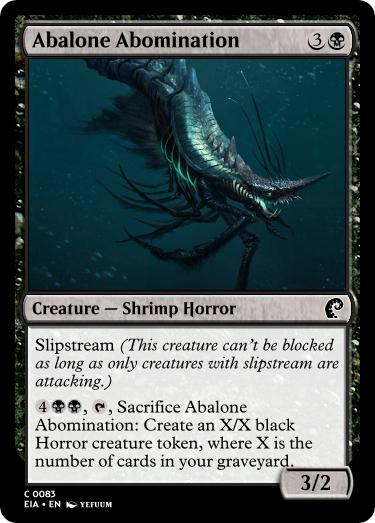 Abalone Abomination 3
Creature — Shrimp Horror
Slipstream (This creature can't be blocked
as long as only creatures with slipstream are
attacking.)
4, , Sacrifice Abalone
Abomination: Create an X/X black
Horror creature token, where X is the
number of cards in your graveyard.
3/2
C 0083
EIA • EN YEFUUM